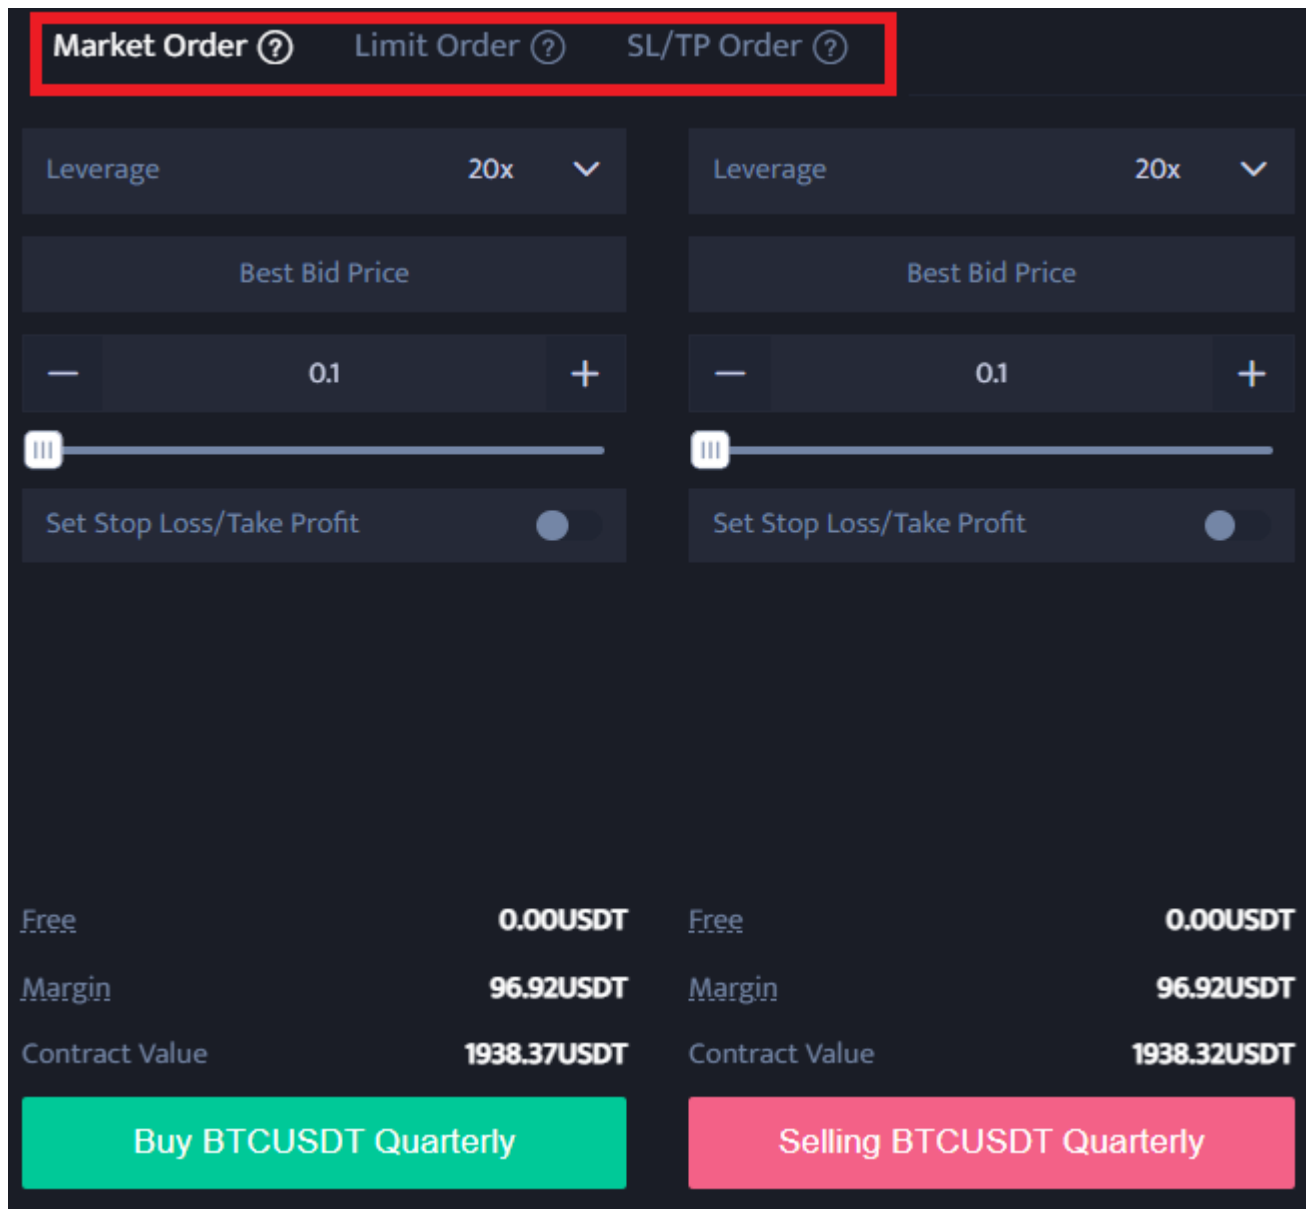 Market Order ? Limit Order ? SL/TP Order ?
Leverage 20x Leverage 20x
Best Bid Price Best Bid Price
— 0.1 + — 0.1 +
Set Stop Loss/Take Profit Set Stop Loss/Take Profit
Free 0.00USDT Free 0.00USDT
Margin 96.92USDT Margin 96.92USDT
Contract Value 1938.37USDT Contract Value 1938.32USDT
Buy BTCUSDT Quarterly Selling BTCUSDT Quarterly